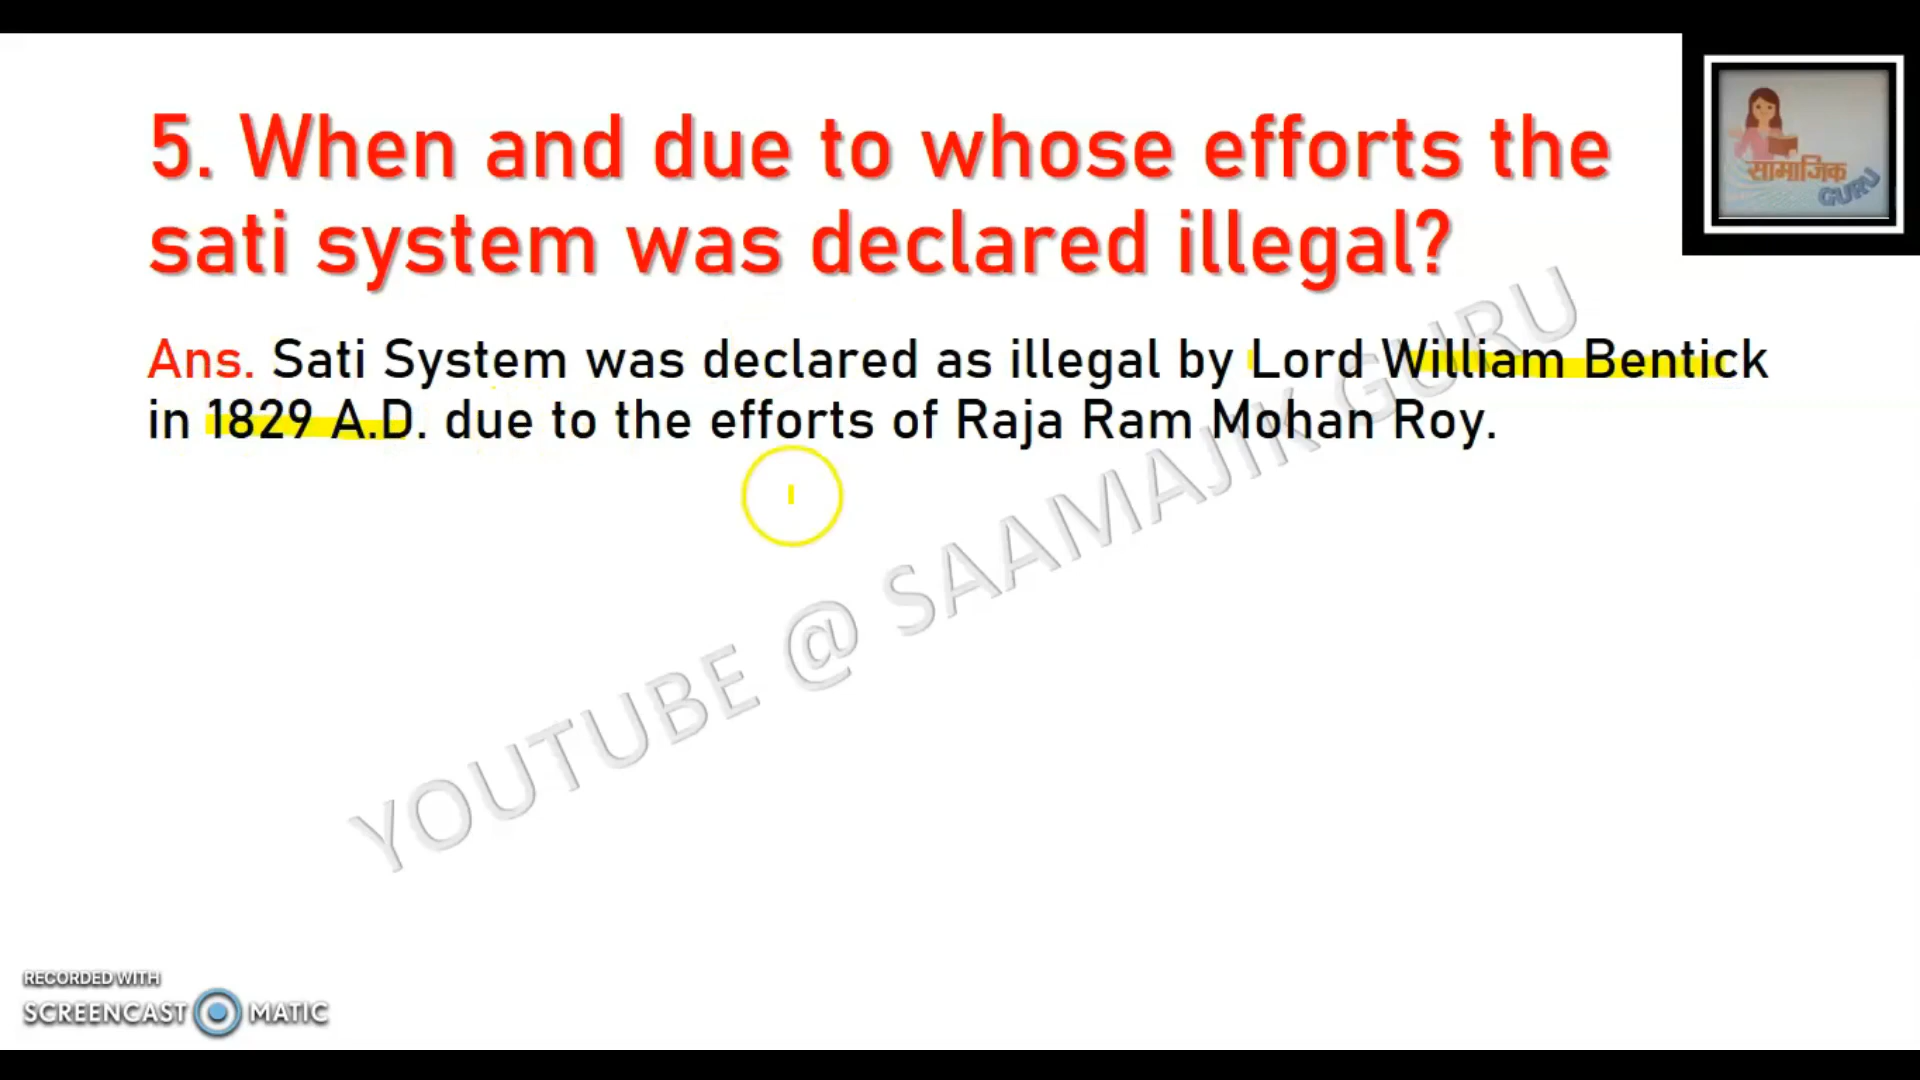 5. When and due to whose efforts the
sati system was declared illegal?
Ans. Sati System was declared as illegal by Lord William Bentick
in 1829 A.D. due to the efforts of Raja Ram Mohan Roy.
YOUTUBE @ SAAMAJIK GURU
सामाजिक
GURU
RECORDED WITH
SCREENCAST MATIC